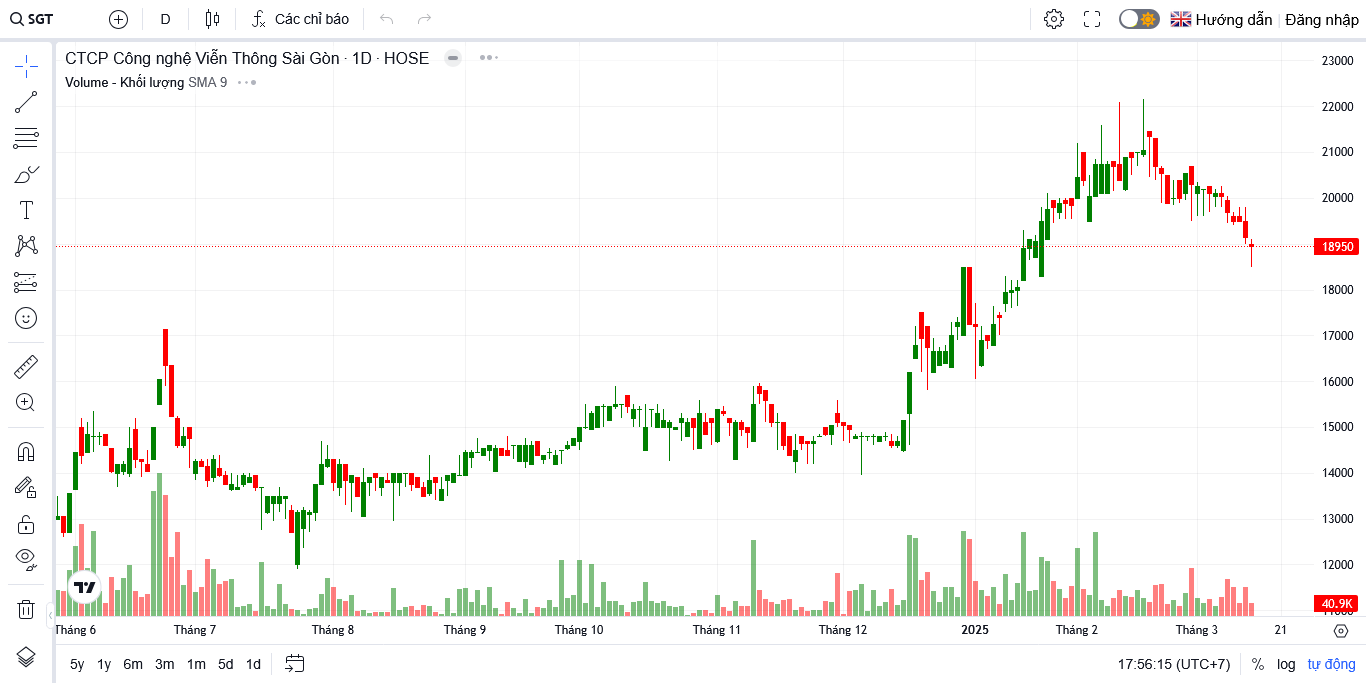 SGT D Các chỉ báo Hướng dẫn Đăng nhập
CTCP Công nghệ Viễn Thông Sài Gòn · 1D · HOSE
Volume - Khối lượng SMA 9
23000
22000
21000
20000
18950
18000
17000
16000
15000
14000
13000
12000
40.9K
Tháng 6 Tháng 7 Tháng 8 Tháng 9 Tháng 10 Tháng 11 Tháng 12 2025 Tháng 2 Tháng 3 21
5y 1y 6m 3m 1m 5d 1d 17:56:15 (UTC+7) % log tự động